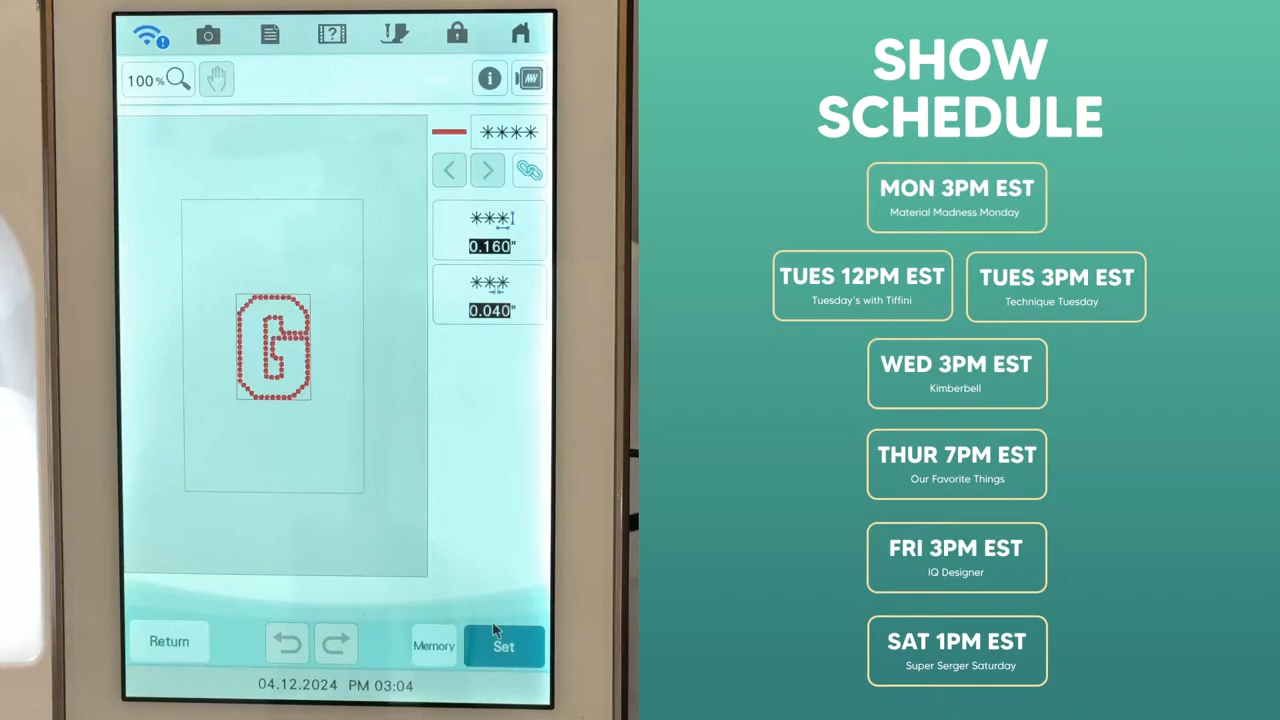 100%
0.160"
0.040"
6
Return
Memory
Set
04.12.2024 PM 03:04
SHOW
SCHEDULE
MON 3PM EST
Material Madness Monday
TUES 12PM EST
Tuesday's with Tiffini
TUES 3PM EST
Technique Tuesday
WED 3PM EST
Kimberbell
THUR 7PM EST
Our Favorite Things
FRI 3PM EST
IQ Designer
SAT 1PM EST
Super Serger Saturday